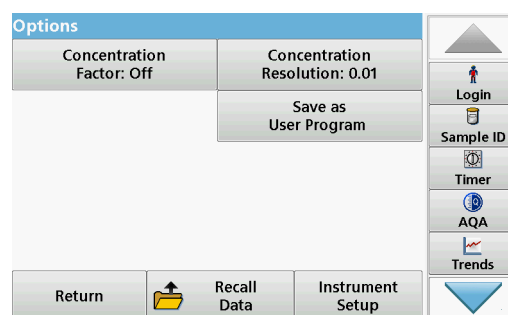 Options
Concentration
Factor: Off
Concentration
Resolution: 0.01
Save as
User Program
Login
Sample ID
Timer
AQA
Trends
Return
Recall
Data
Instrument
Setup